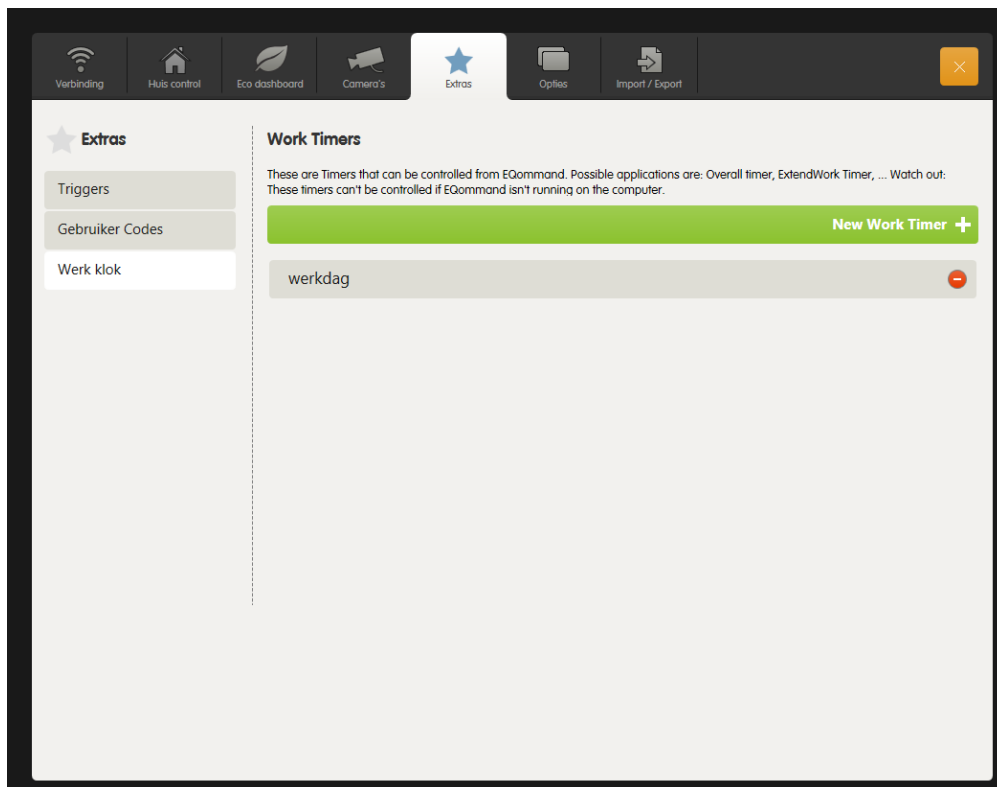 Verbinding
Huis control
Eco dashboard
Camera's
Extras
Opties
Import / Export
Extras
Triggers
Gebruiker Codes
Werk klok
Work Timers
These are Timers that can be controlled from EQommand. Possible applications are: Overall timer, ExtendWork Timer, ... Watch out:
These timers can't be controlled if EQommand isn't running on the computer.
New Work Timer
werkdag